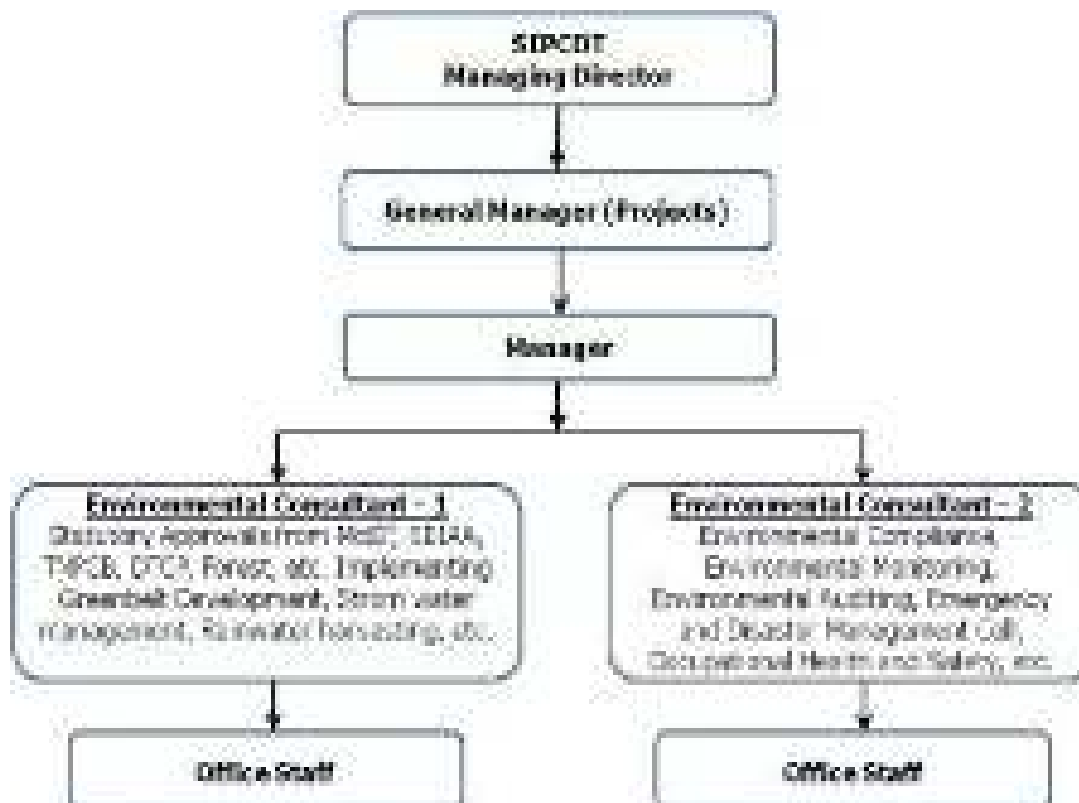 SIPCOT
Managing Director
General Manager (Projects)
Manager
Environmental Consultant - 1
Statutory Approvals from MoEF, SEIAA,
TNPCB, DTCP, Forest, etc. Implementing
Greenbelt Development, Strom water
management, Rainwater harvesting, etc.
Environmental Consultant - 2
Environmental Compliance,
Environmental Monitoring,
Environmental Auditing, Emergency
and Disaster Management Cell,
Occupational Health and Safety, etc.
Office Staff
Office Staff